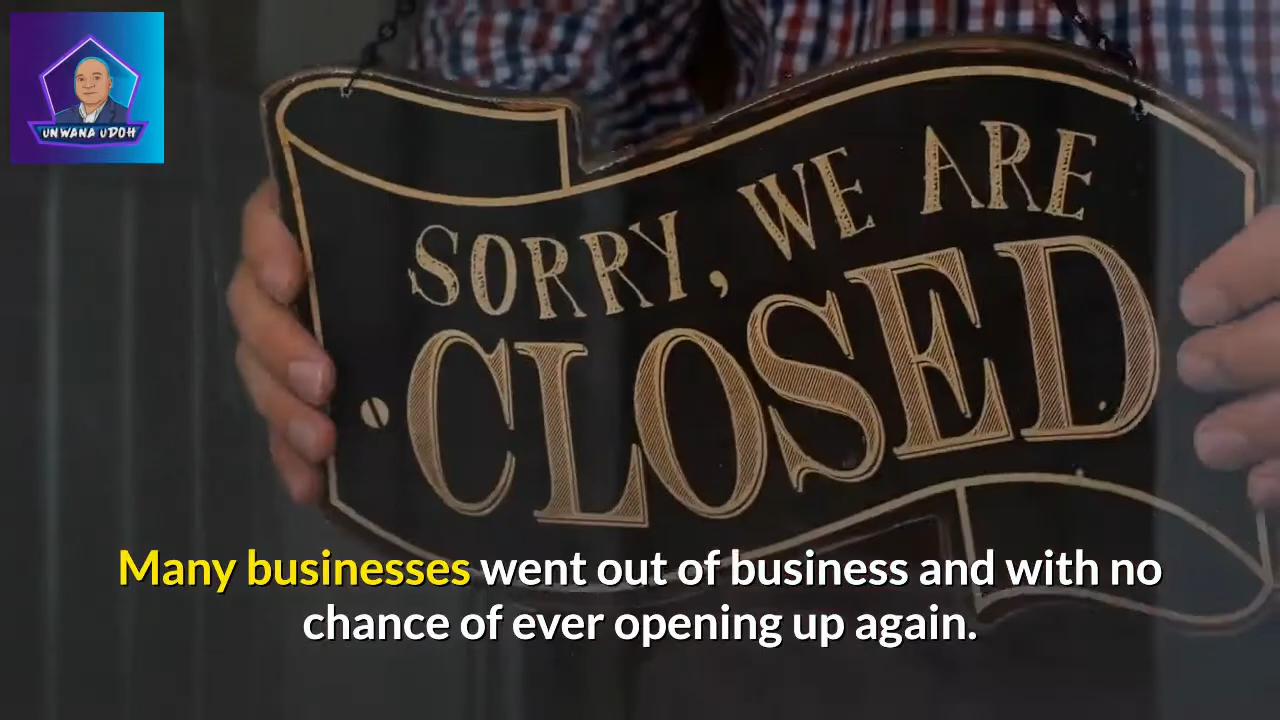 UNWANA UDOH
SORRY, WE ARE
CLOSED
Many businesses went out of business and with no
chance of ever opening up again.